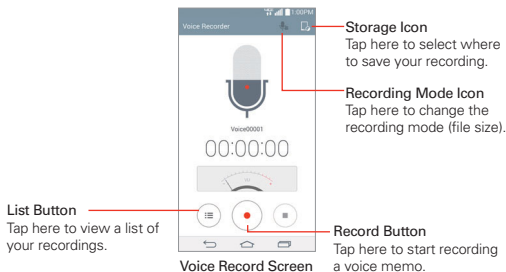 1:00PM
Voice Recorder
Storage Icon
Tap here to select where
to save your recording.
Recording Mode Icon
Tap here to change the
recording mode (file size).
Voice00001
00:00:00
List Button
Tap here to view a list of
your recordings.
Record Button
Tap here to start recording
a voice memo.
Voice Record Screen